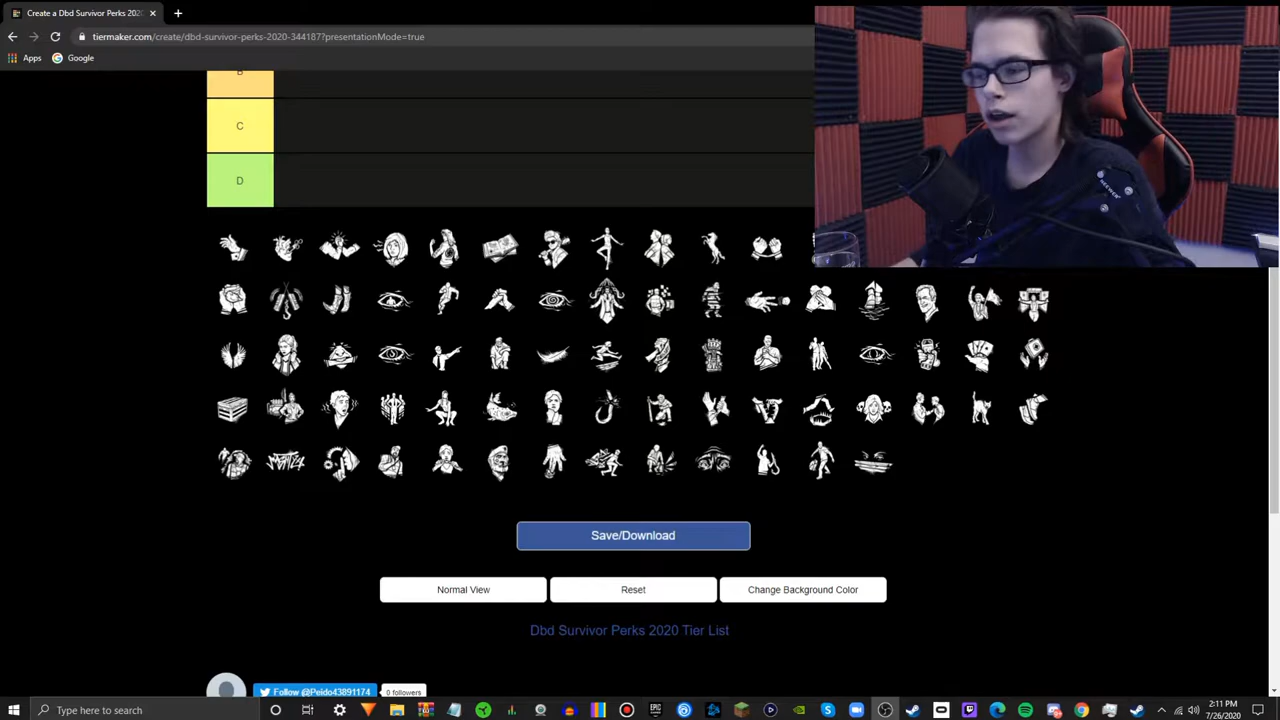 Create a Dbd Survivor Perks 202
tiermaker.com/create/dbd-survivor-perks-2020-344187?presentationMode=true
Apps
Google
B
C
D
Save/Download
Normal View
Reset
Change Background Color
Dbd Survivor Perks 2020 Tier List
Follow @Peido43891174
0 followers
Type here to search
2:11 PM
7/26/2020